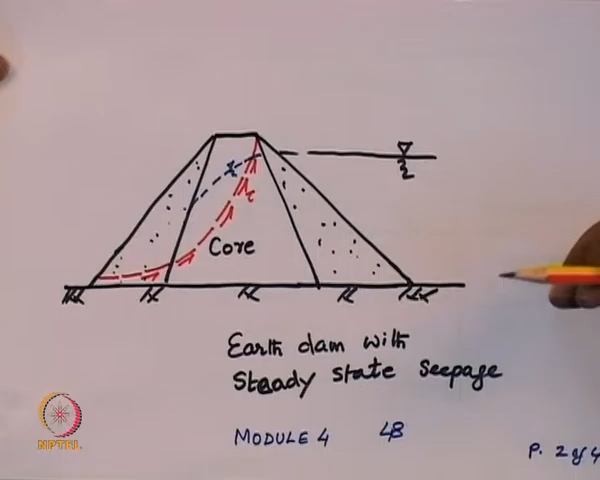 Core
Earth dam with
Steady state seepage
MODULE 4 48
P. 2 of 4
NPTEL